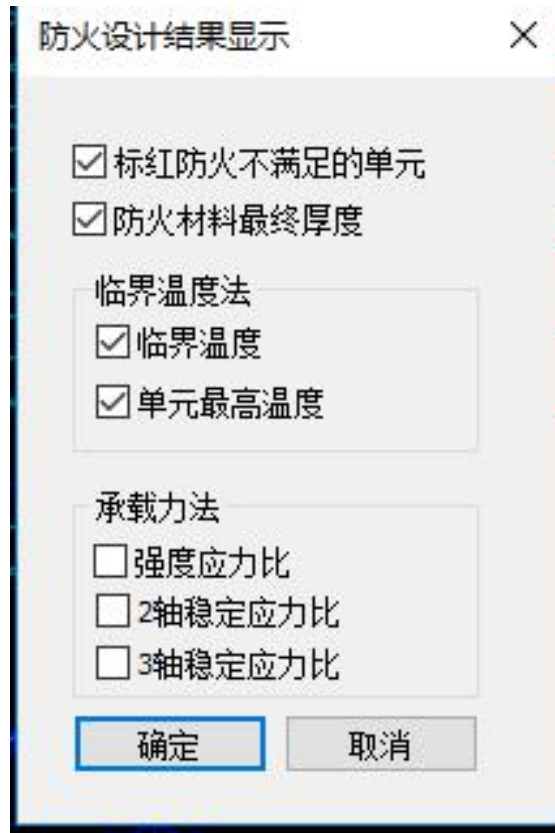 防火设计结果显示
标红防火不满足的单元
防火材料最终厚度
临界温度法
临界温度
单元最高温度
承载力法
强度应力比
2轴稳定应力比
3轴稳定应力比
确定 取消